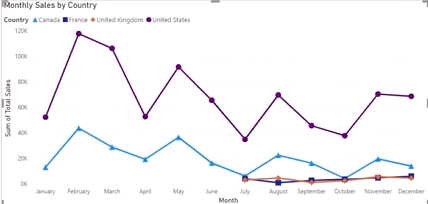 Monthly Sales by Country
Country Canada France United Kingdom United States
120K
100K
80K
60K
40K
20K
0K
Sum of Total Sales
January February March April May June July August September October November December
Month